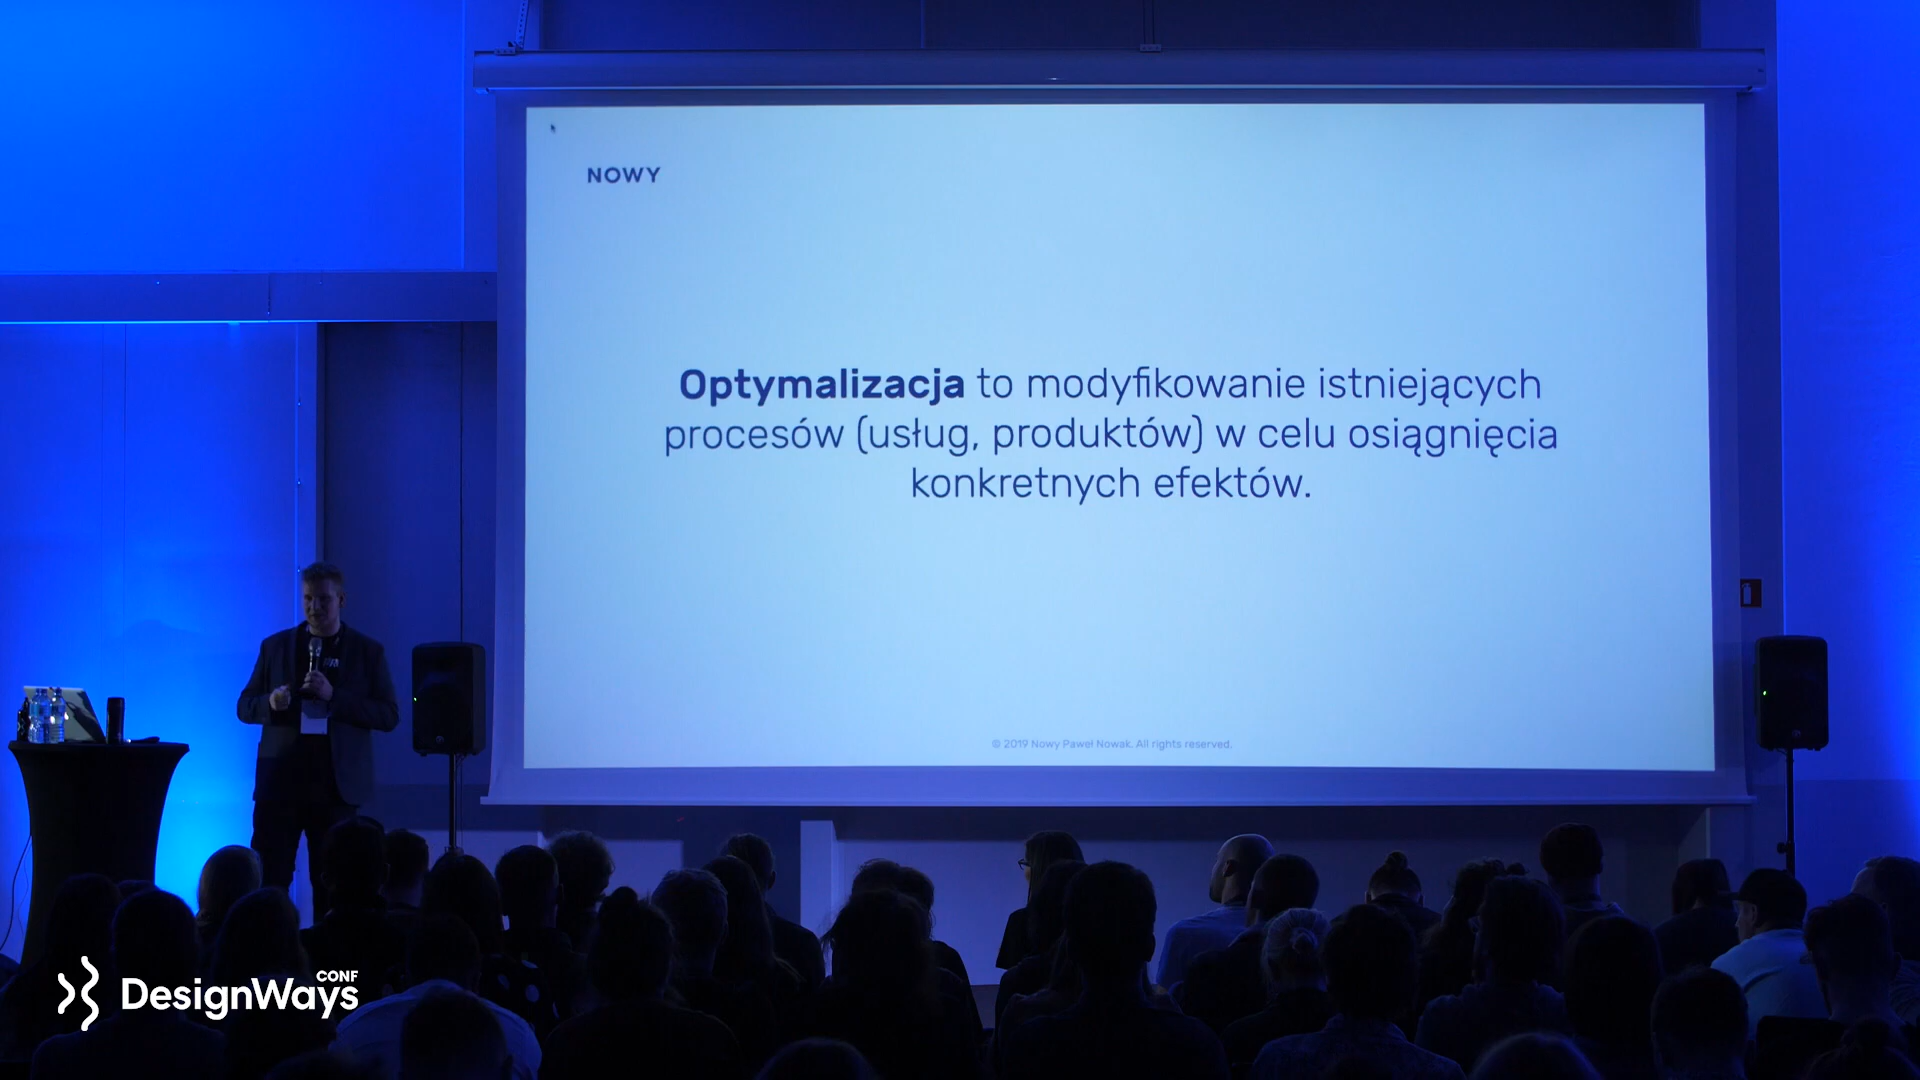 NOWY
Optymalizacja to modyfikowanie istniejących
procesów (usług, produktów) w celu osiągnięcia
konkretnych efektów.
© 2019 Nowy Paweł Nowak. All rights reserved.
DesignWays CONF